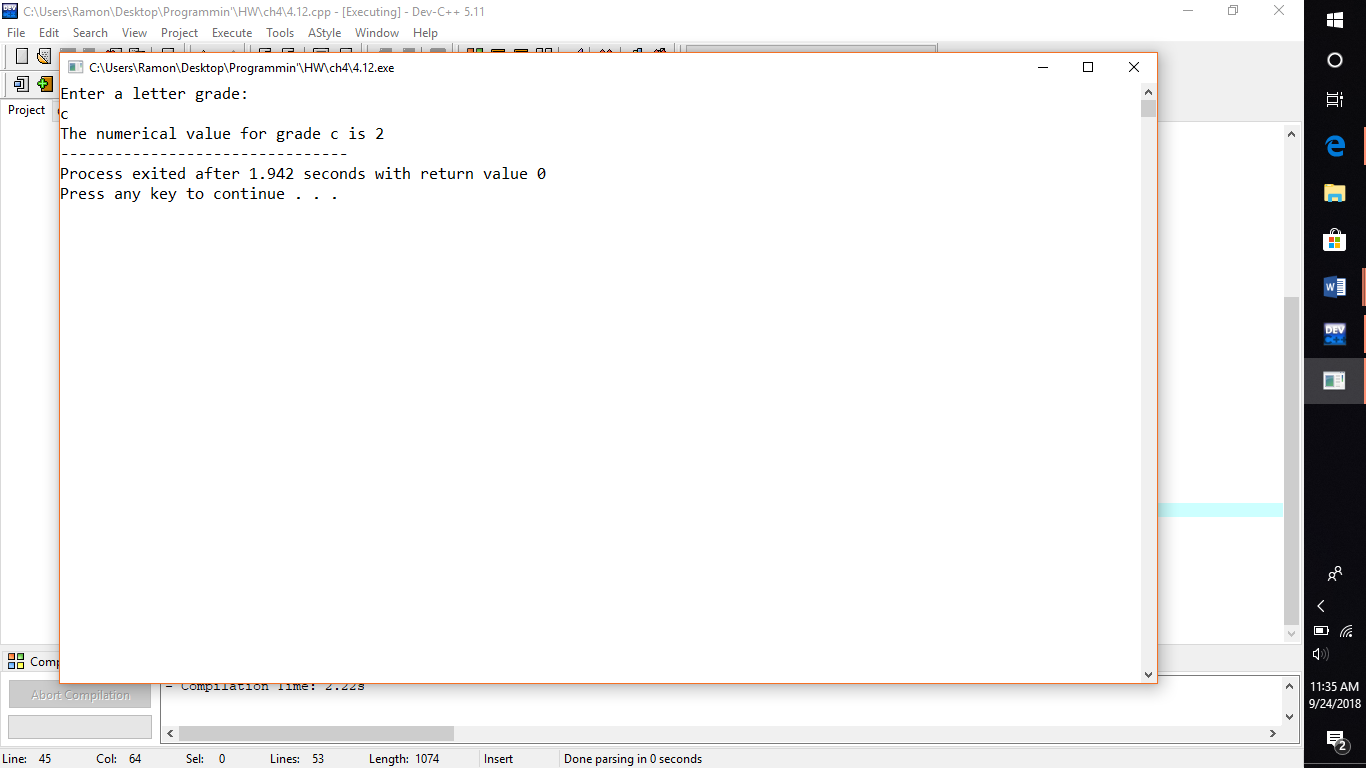 C:\Users\Ramon\Desktop\Programmin'\HW\ch4\4.12.cpp - [Executing] - Dev-C++ 5.11
File Edit Search View Project Execute Tools AStyle Window Help
C:\Users\Ramon\Desktop\Programmin'\HW\ch4\4.12.exe
Project
Enter a letter grade:
c
The numerical value for grade c is 2
--------------------------------
Process exited after 1.942 seconds with return value 0
Press any key to continue . . .
DEV
Comp
Abort Compilation
- Compilation Time: 2.22s
11:35 AM
9/24/2018
2
Line: 45 Col: 64 Sel: 0 Lines: 53 Length: 1074 Insert Done parsing in 0 seconds